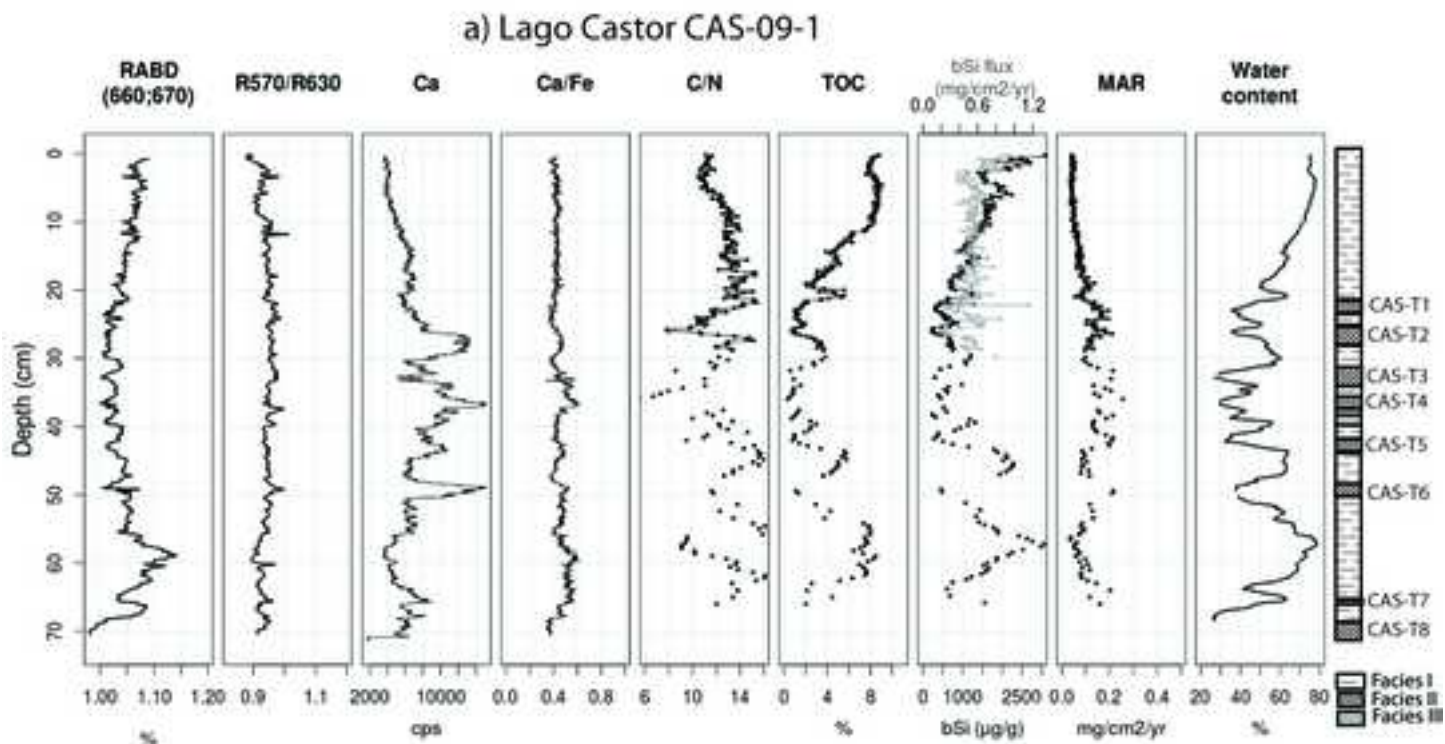 a) Lago Castor CAS-09-1
RABD
(660;670)
R570/R630
Ca
Ca/Fe
C/N
TOC
bSi flux
(mg/cm2/yr)
0.0 0.6 1.2
MAR
Water
content
Depth (cm)
0
10
20
30
40
50
60
70
CAS-T1
CAS-T2
CAS-T3
CAS-T4
CAS-T5
CAS-T6
CAS-T7
CAS-T8
1.00 1.10 1.20
0.9 1.1
2000 10000
0.0 0.4 0.8
6 10 14
0 4 8
0 1000 2500
0.0 0.2 0.4
20 40 60 80
%
cps
%
bSi (µg/g)
mg/cm2/yr
%
Facies I
Facies II
Facies III